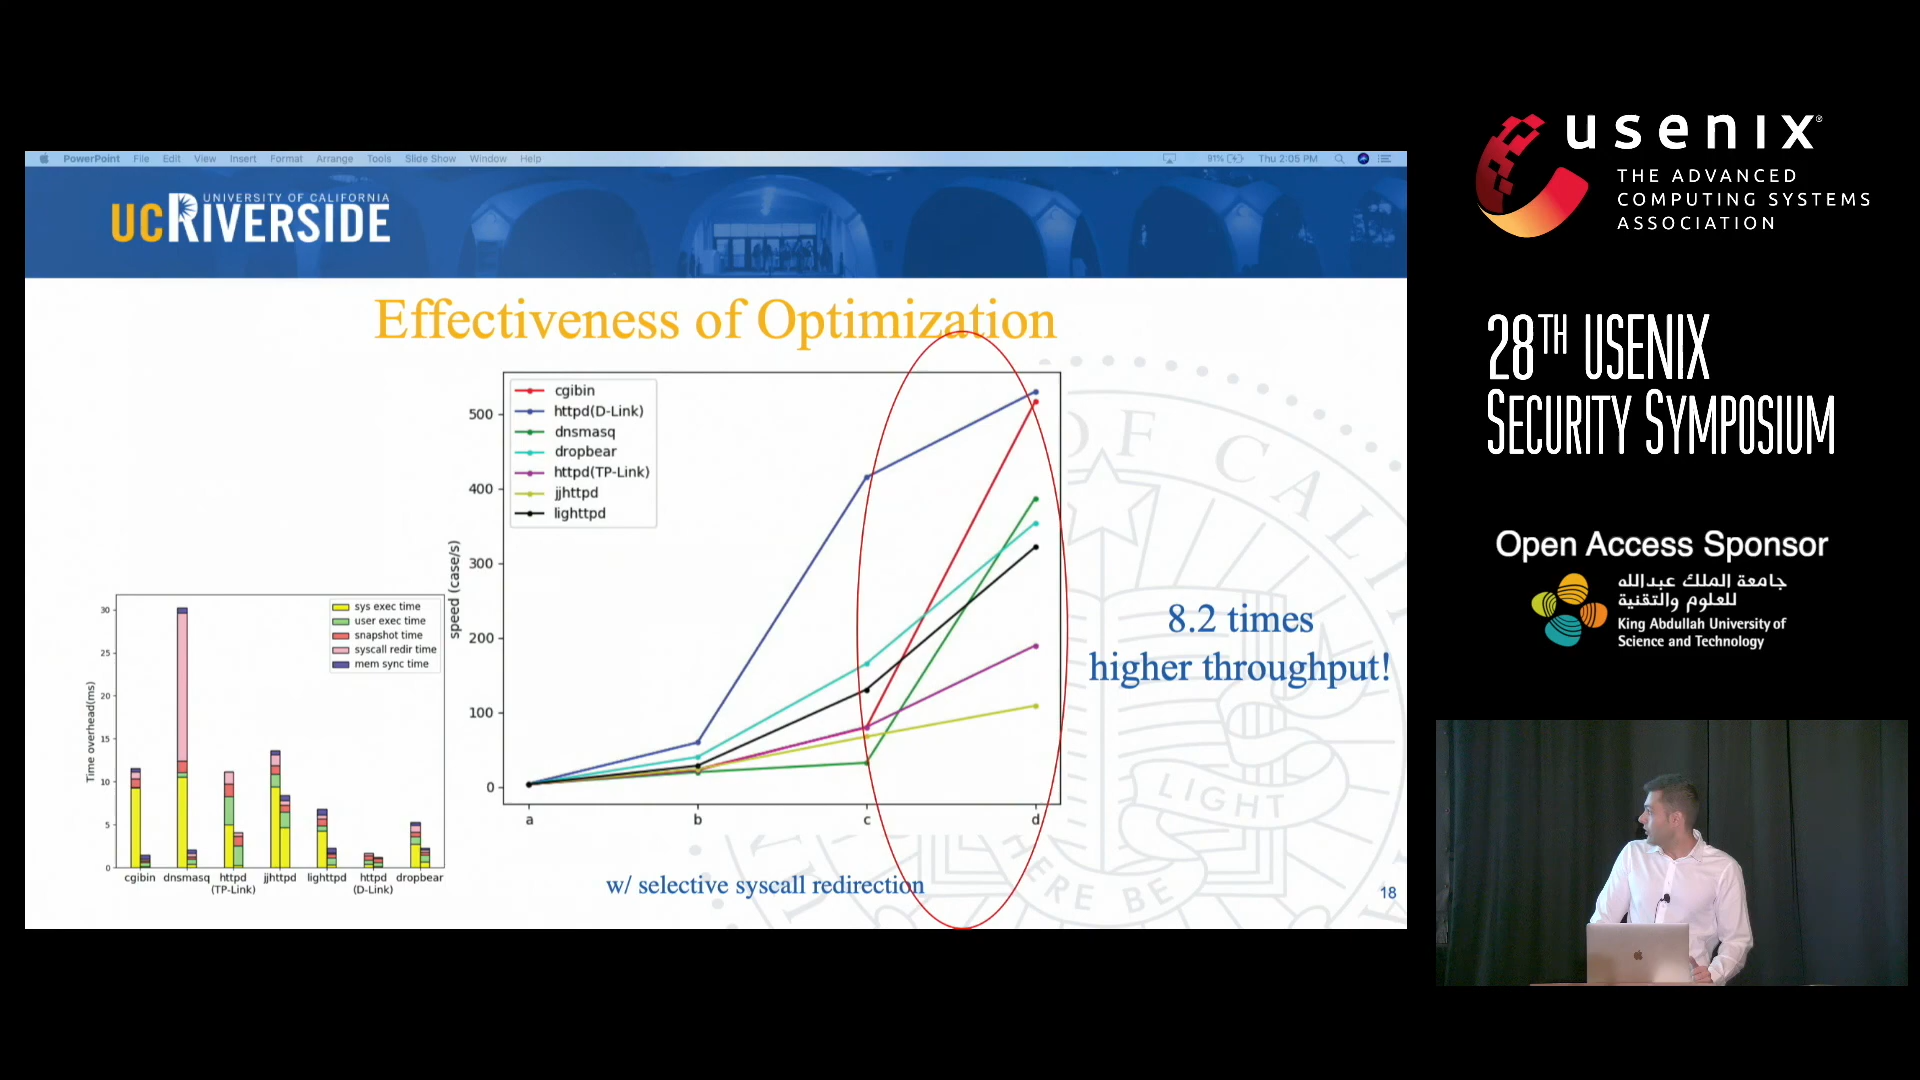 PowerPoint File Edit View Insert Format Arrange Tools Slide Show Window Help
91% Thu 2:05 PM
UNIVERSITY OF CALIFORNIA
UCRIVERSIDE
Effectiveness of Optimization
cgibin
httpd(D-Link)
dnsmasq
dropbear
httpd(TP-Link)
jjhttpd
lighttpd
speed (case/s)
500
400
300
200
100
0
a b c d
sys exec time
user exec time
snapshot time
syscall redir time
mem sync time
Time overhead(ms)
30
25
20
15
10
5
0
cgibin dnsmasq httpd jjhttpd lighttpd httpd dropbear
(TP-Link) (D-Link)
8.2 times
higher throughput!
w/ selective syscall redirection
18
OF CALI
LIGHT
HERE BE
usenix®
THE ADVANCED
COMPUTING SYSTEMS
ASSOCIATION
28TH USENIX
SECURITY SYMPOSIUM
Open Access Sponsor
جامعة الملك عبدالله
للعلوم والتقنية
King Abdullah University of
Science and Technology